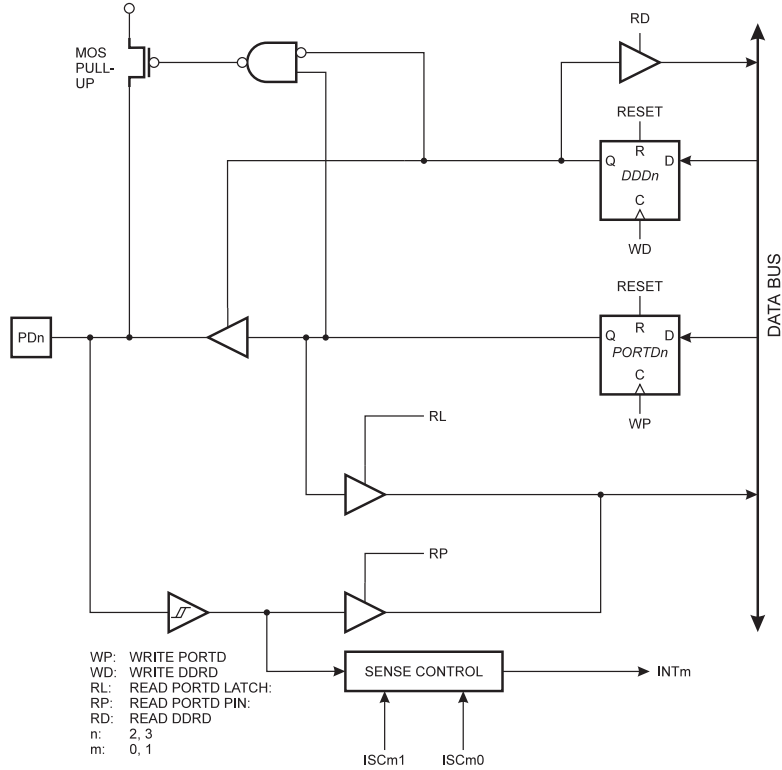 MOS
PULL-
UP
RD
RESET
R
Q
D
DDDn
C
WD
RESET
R
Q
D
PORTDn
C
WP
DATA BUS
PDn
RL
RP
SENSE CONTROL
INTm
ISCm1
ISCm0
WP: WRITE PORTD
WD: WRITE DDRD
RL: READ PORTD LATCH:
RP: READ PORTD PIN:
RD: READ DDRD
n: 2, 3
m: 0, 1